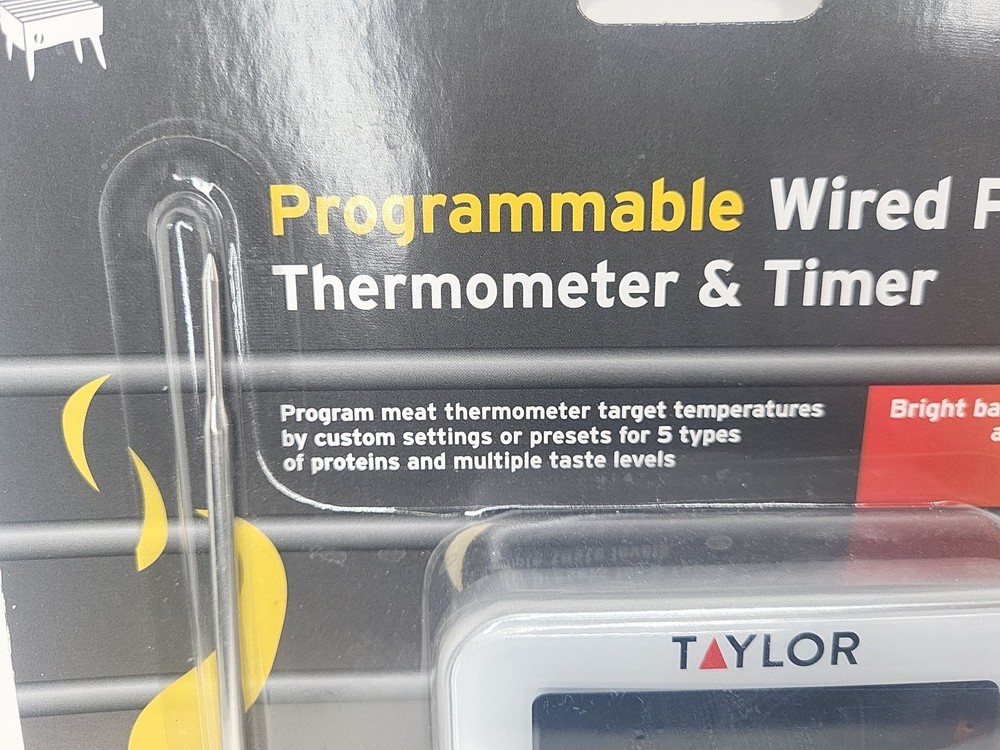 Programmable Wired
Thermometer & Timer
Program meat thermometer target temperatures
by custom settings or presets for 5 types
of proteins and multiple taste levels
Bright
TAYLOR